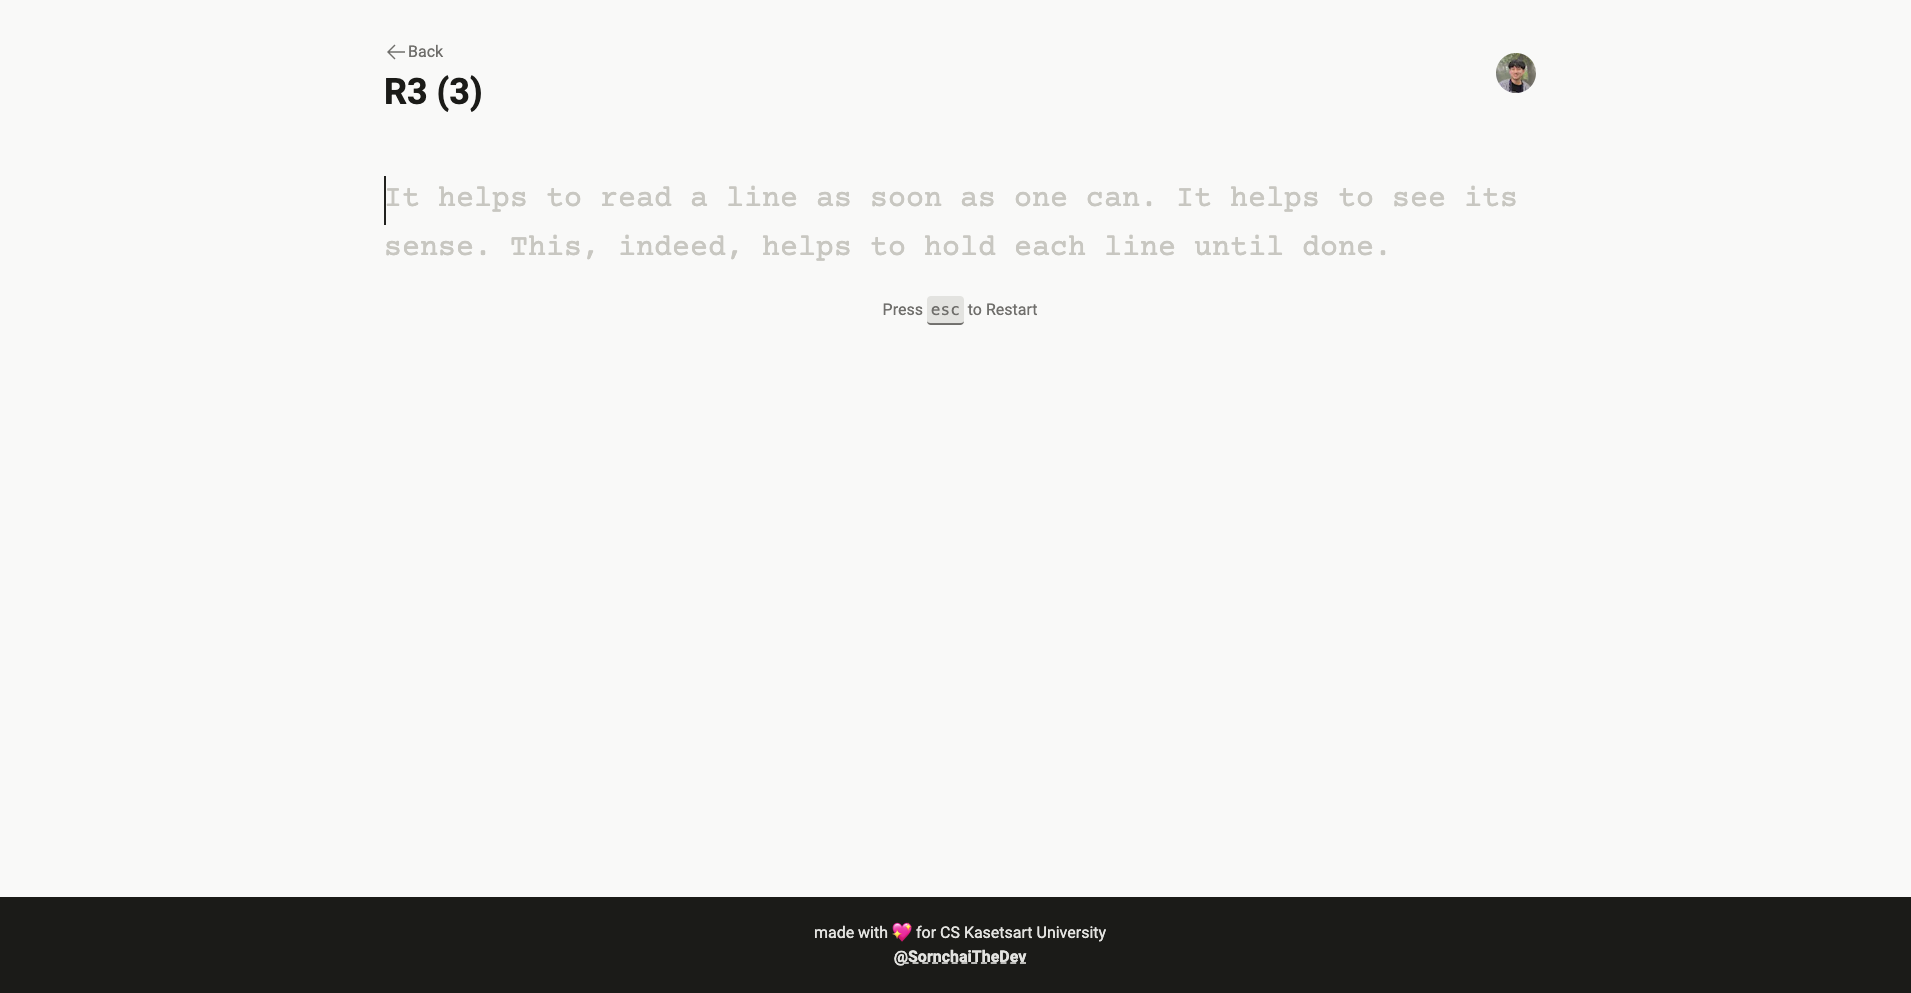 Back
R3 (3)
It helps to read a line as soon as one can. It helps to see its
sense. This, indeed, helps to hold each line until done.
Press esc to Restart
made with 💖 for CS Kasetsart University
@SornchaiTheDev